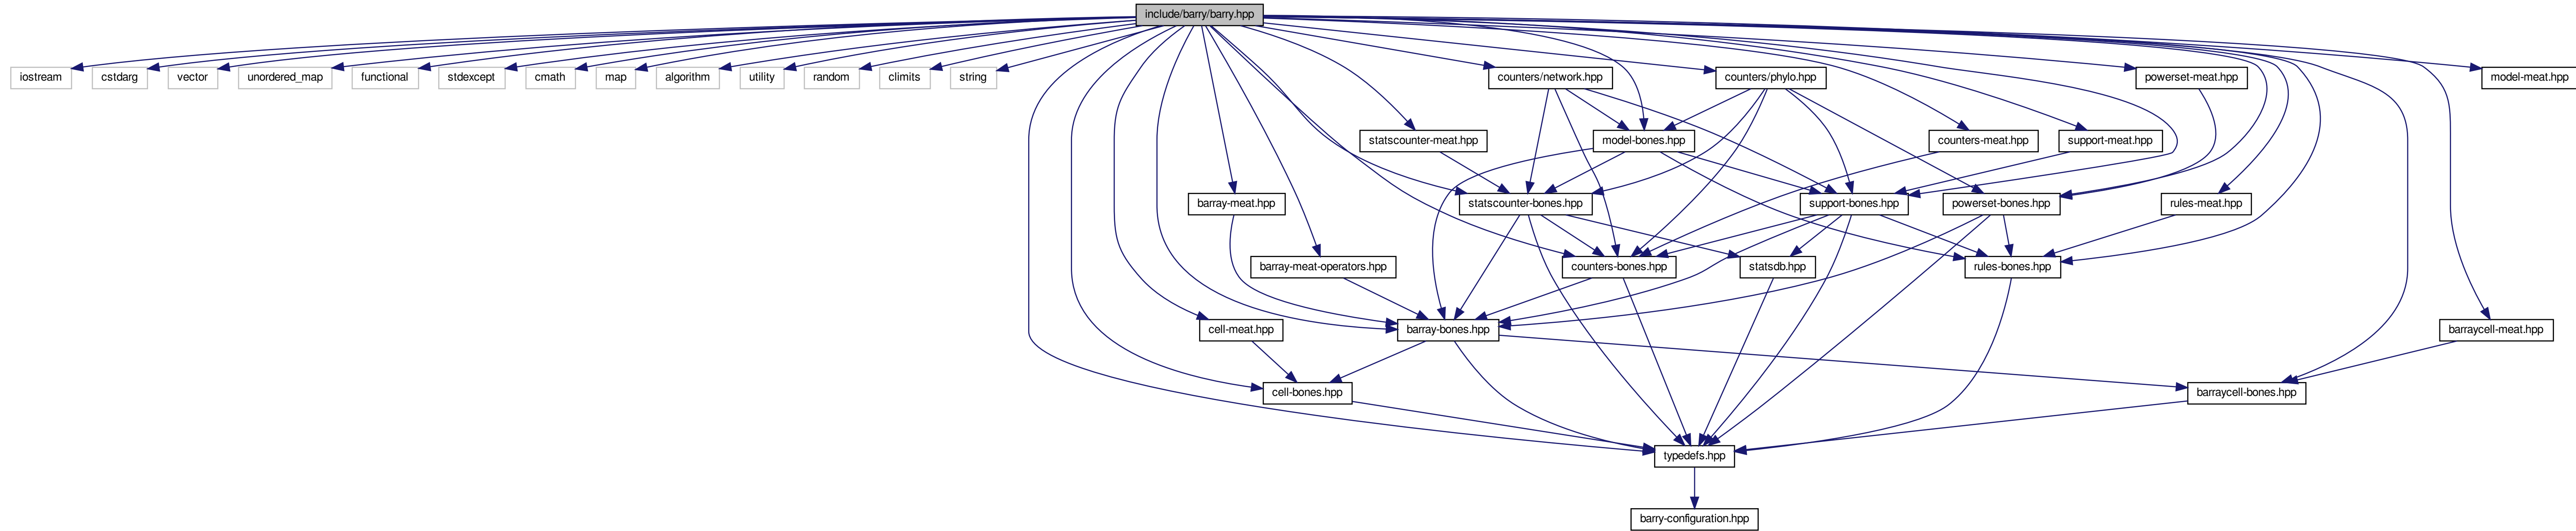 include/barry/barry.hpp
iostream
cstdarg
vector
unordered_map
functional
stdexcept
cmath
map
algorithm
utility
random
climits
string
counters/network.hpp
counters/phylo.hpp
powerset-meat.hpp
model-meat.hpp
statscounter-meat.hpp
model-bones.hpp
counters-meat.hpp
support-meat.hpp
barray-meat.hpp
statscounter-bones.hpp
support-bones.hpp
powerset-bones.hpp
rules-meat.hpp
barray-meat-operators.hpp
counters-bones.hpp
statsdb.hpp
rules-bones.hpp
cell-meat.hpp
barray-bones.hpp
barraycell-meat.hpp
cell-bones.hpp
barraycell-bones.hpp
typedefs.hpp
barry-configuration.hpp